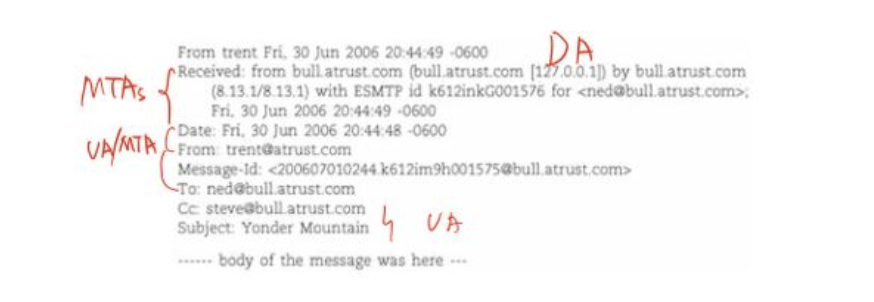 From trent Fri, 30 Jun 2006 20:44:49 -0600 DA
MTAs Received: from bull.atrust.com (bull.atrust.com [127.0.0.1]) by bull.atrust.com
(8.13.1/8.13.1) with ESMTP id k612inkG001576 for <ned@bull.atrust.com>;
Fri, 30 Jun 2006 20:44:49 -0600
Date: Fri, 30 Jun 2006 20:44:48 -0600
UA/MTA From: trent@atrust.com
Message-Id: <200607010244.k612im9h001575@bull.atrust.com>
To: ned@bull.atrust.com
Cc: steve@bull.atrust.com
Subject: Yonder Mountain UA
------ body of the message was here ---